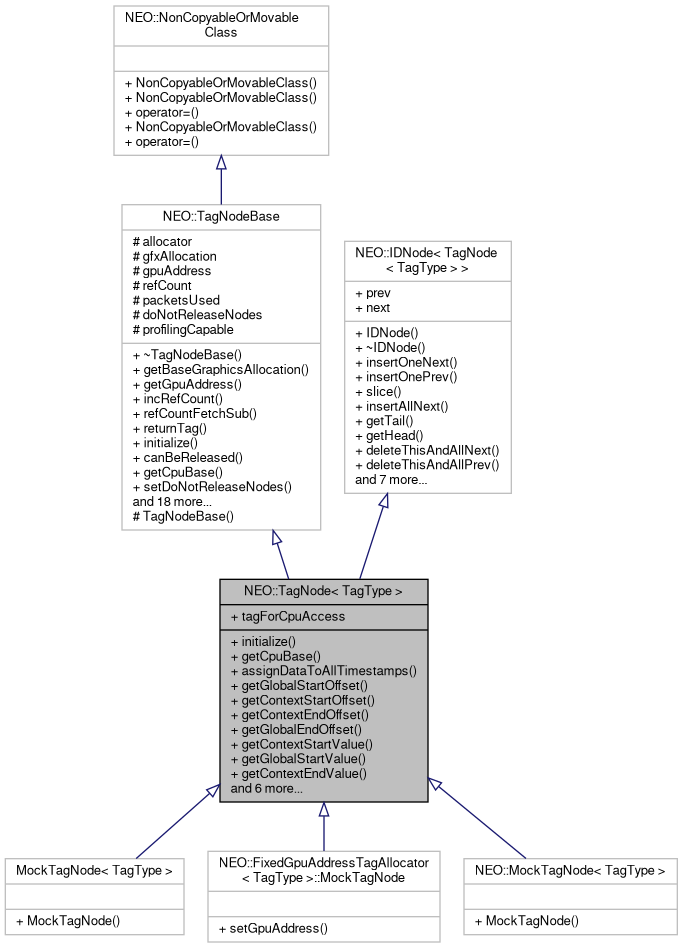 NEO::NonCopyableOrMovable
Class
+ NonCopyableOrMovableClass()
+ NonCopyableOrMovableClass()
+ operator=()
+ NonCopyableOrMovableClass()
+ operator=()
NEO::TagNodeBase
# allocator
# gfxAllocation
# gpuAddress
# refCount
# packetsUsed
# doNotReleaseNodes
# profilingCapable
+ ~TagNodeBase()
+ getBaseGraphicsAllocation()
+ getGpuAddress()
+ incRefCount()
+ refCountFetchSub()
+ returnTag()
+ initialize()
+ canBeReleased()
+ getCpuBase()
+ setDoNotReleaseNodes()
and 18 more...
# TagNodeBase()
NEO::IDNode< TagNode
< TagType > >
+ prev
+ next
+ IDNode()
+ ~IDNode()
+ insertOneNext()
+ insertOnePrev()
+ slice()
+ insertAllNext()
+ getTail()
+ getHead()
+ deleteThisAndAllNext()
+ deleteThisAndAllPrev()
and 7 more...
NEO::TagNode< TagType >
+ tagForCpuAccess
+ initialize()
+ getCpuBase()
+ assignDataToAllTimestamps()
+ getGlobalStartOffset()
+ getContextStartOffset()
+ getContextEndOffset()
+ getGlobalEndOffset()
+ getContextStartValue()
+ getGlobalStartValue()
+ getContextEndValue()
and 6 more...
MockTagNode< TagType >
+ MockTagNode()
NEO::FixedGpuAddressTagAllocator
< TagType >::MockTagNode
+ setGpuAddress()
NEO::MockTagNode< TagType >
+ MockTagNode()